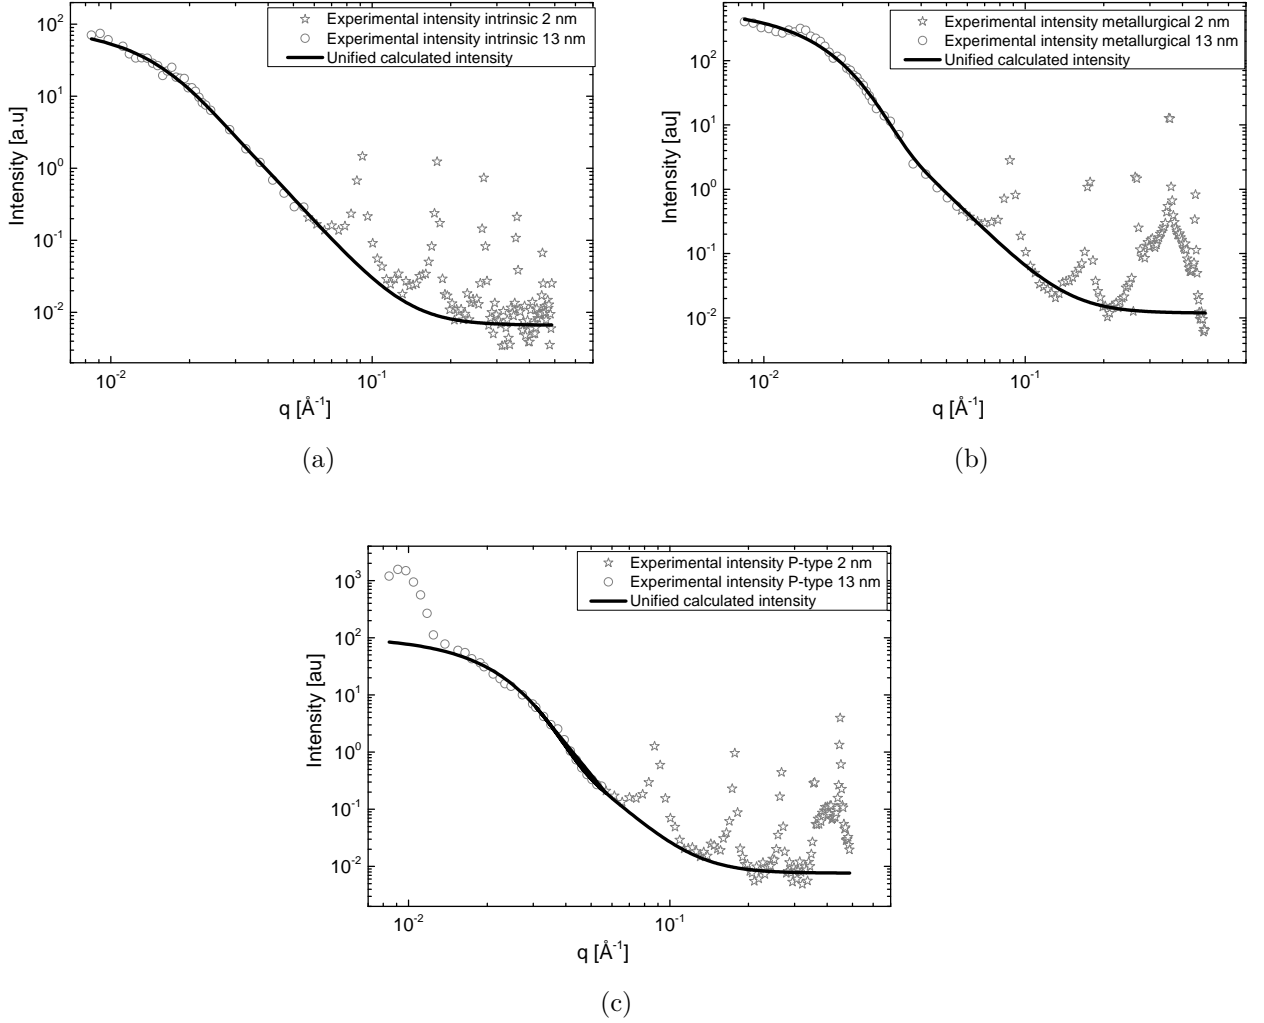 Experimental intensity intrinsic 2 nm
Experimental intensity intrinsic 13 nm
Unified calculated intensity
Intensity [a.u]
10²
10¹
10⁰
10⁻¹
10⁻²
10⁻²
10⁻¹
q [Å⁻¹]
(a)
Experimental intensity metallurgical 2 nm
Experimental intensity metallurgical 13 nm
Unified calculated intensity
Intensity [au]
10²
10¹
10⁰
10⁻¹
10⁻²
10⁻²
10⁻¹
q [Å⁻¹]
(b)
Experimental intensity P-type 2 nm
Experimental intensity P-type 13 nm
Unified calculated intensity
Intensity [au]
10³
10²
10¹
10⁰
10⁻¹
10⁻²
10⁻²
10⁻¹
q [Å⁻¹]
(c)